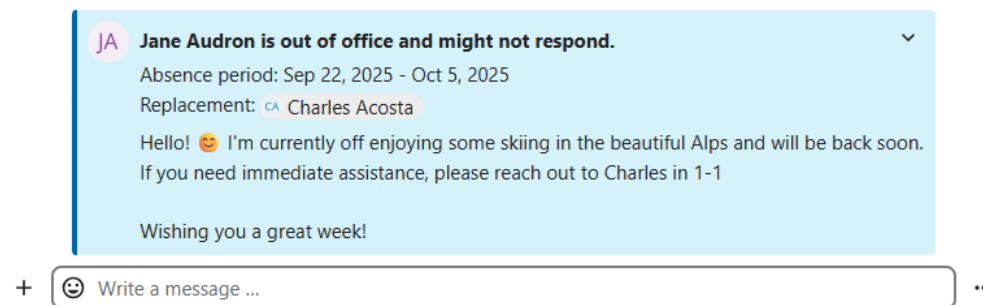 JA Jane Audron is out of office and might not respond.
Absence period: Sep 22, 2025 - Oct 5, 2025
Replacement: CA Charles Acosta
Hello! 😊 I'm currently off enjoying some skiing in the beautiful Alps and will be back soon.
If you need immediate assistance, please reach out to Charles in 1-1
Wishing you a great week!
Write a message ...